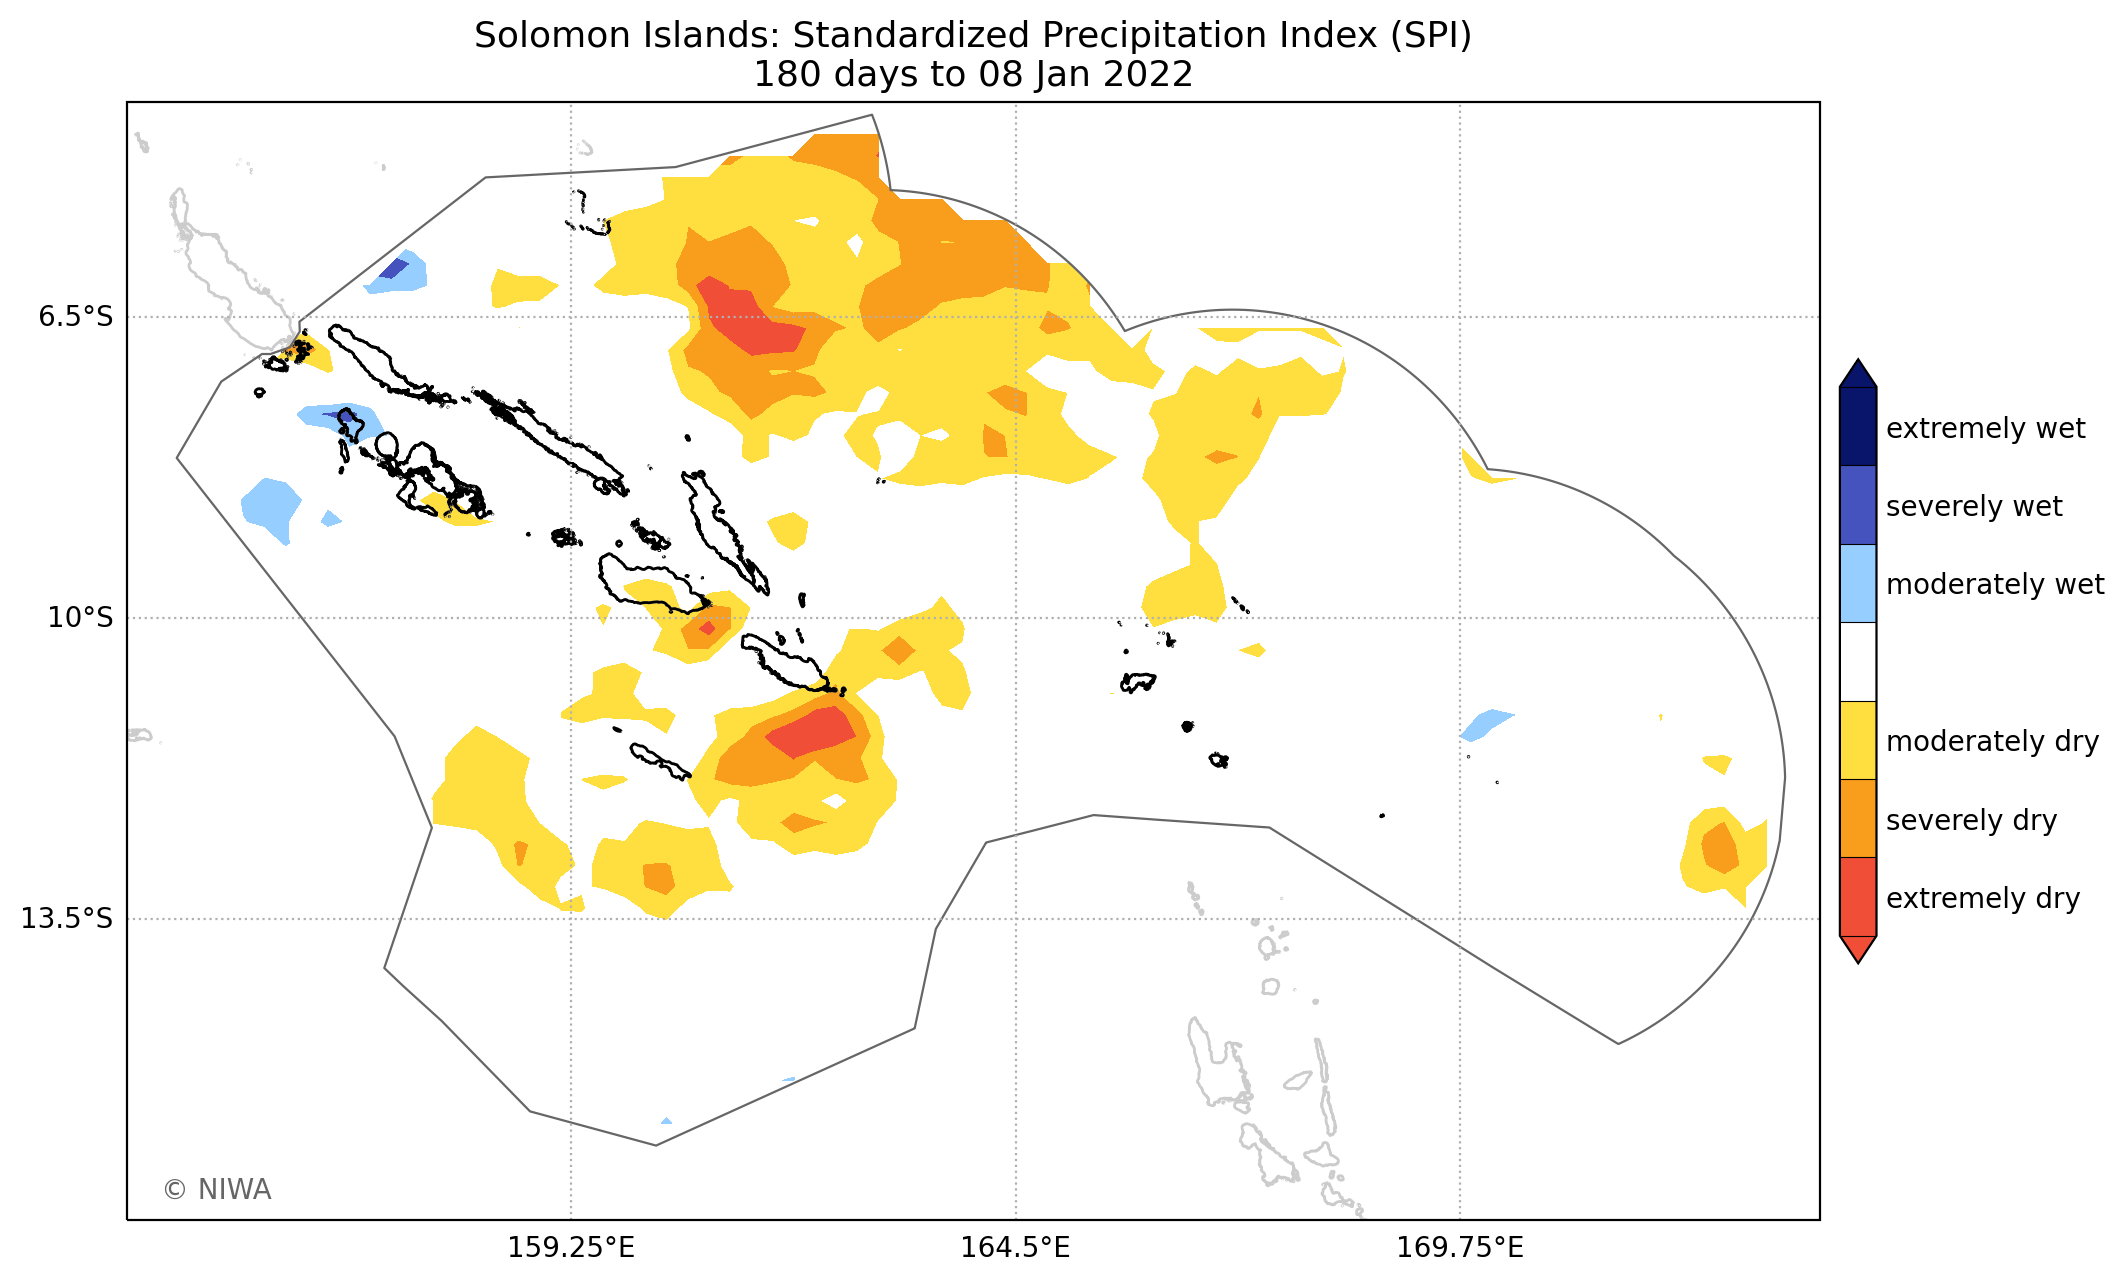 Solomon Islands: Standardized Precipitation Index (SPI)
180 days to 08 Jan 2022
6.5°S
10°S
13.5°S
159.25°E
164.5°E
169.75°E
extremely wet
severely wet
moderately wet
moderately dry
severely dry
extremely dry
© NIWA